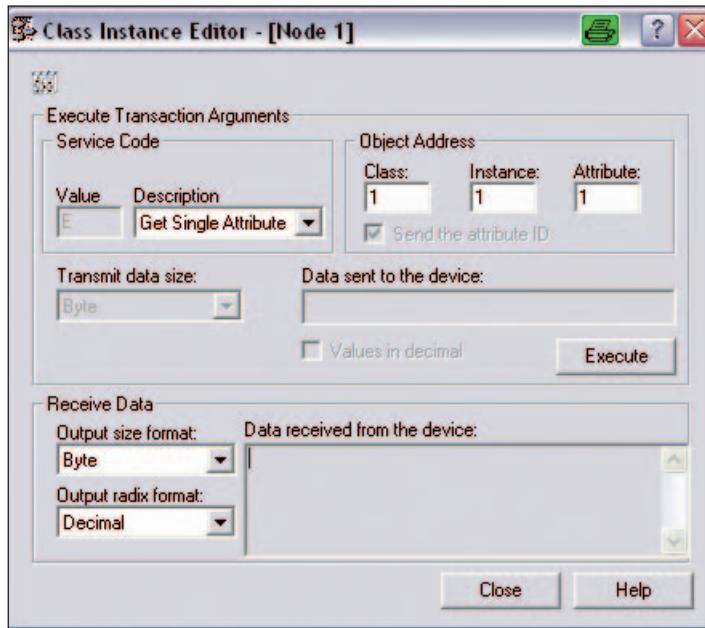 Class Instance Editor - [Node 1]
Execute Transaction Arguments
Service Code
Object Address
Value
Description
E
Get Single Attribute
Class:
Instance:
Attribute:
1
1
1
Send the attribute ID
Transmit data size:
Data sent to the device:
Byte
Values in decimal
Execute
Receive Data
Output size format:
Data received from the device:
Byte
Output radix format:
Decimal
Close
Help